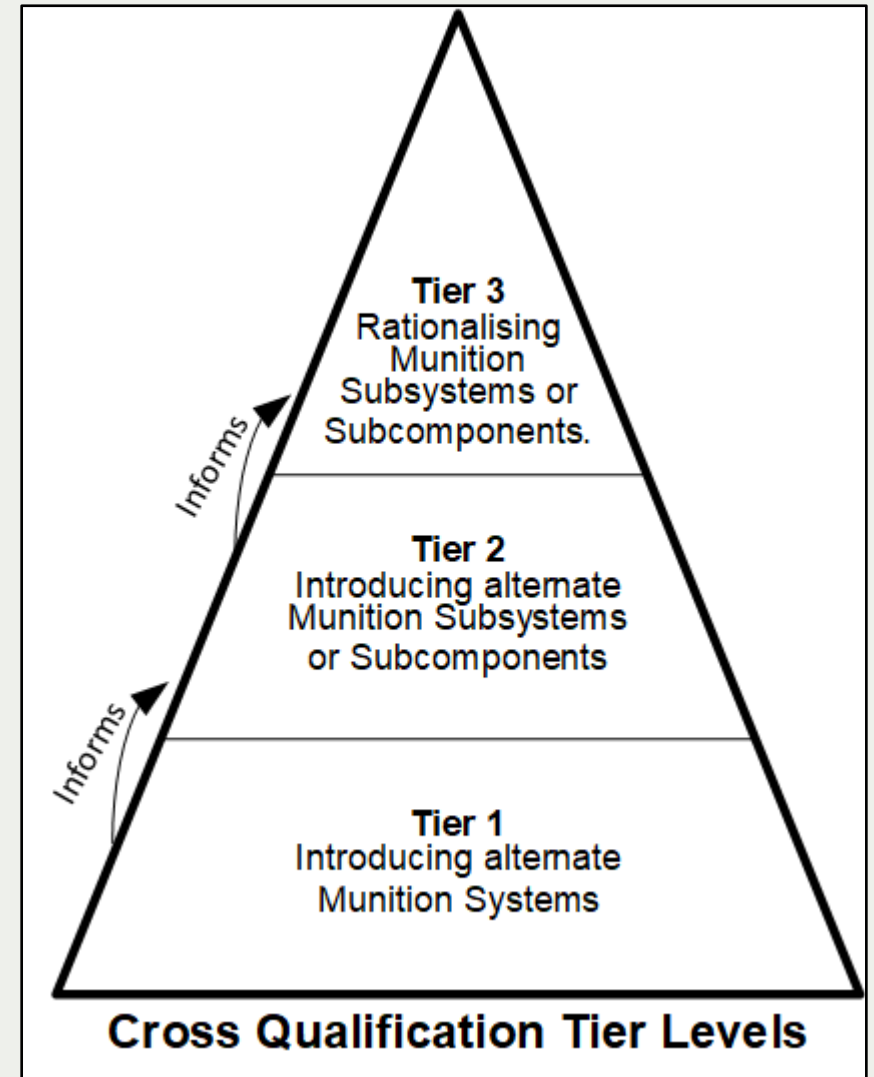 Tier 3
Rationalising
Munition
Subsystems or
Subcomponents.
Informs
Tier 2
Introducing alternate
Munition Subsystems
or Subcomponents
Informs
Tier 1
Introducing alternate
Munition Systems
Cross Qualification Tier Levels